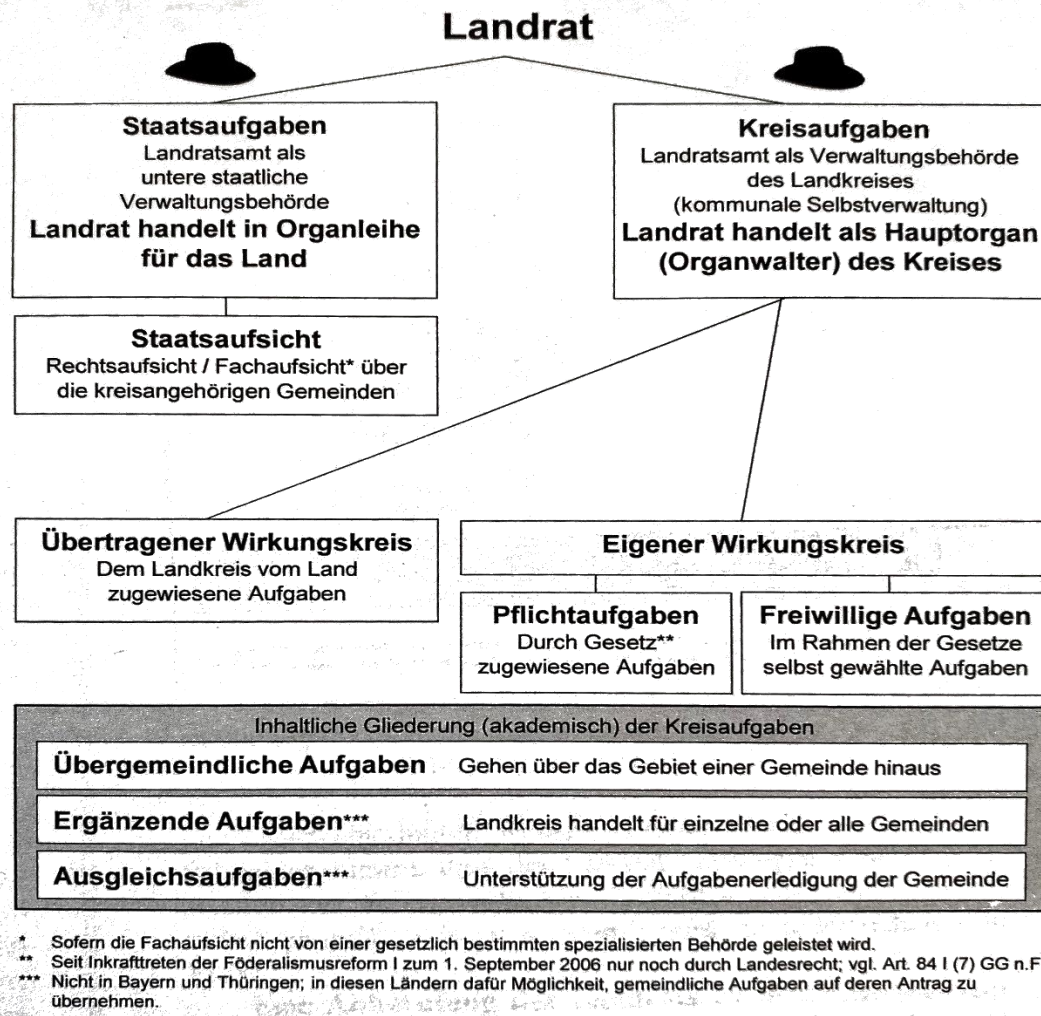 Landrat
Staatsaufgaben
Landratsamt als
untere staatliche
Verwaltungsbehörde
Landrat handelt in Organleihe
für das Land
Kreisaufgaben
Landratsamt als Verwaltungsbehörde
des Landkreises
(kommunale Selbstverwaltung)
Landrat handelt als Hauptorgan
(Organwalter) des Kreises
Staatsaufsicht
Rechtsaufsicht / Fachaufsicht* über
die kreisangehörigen Gemeinden
Übertragener Wirkungskreis
Dem Landkreis vom Land
zugewiesene Aufgaben
Eigener Wirkungskreis
Pflichtaufgaben
Durch Gesetz**
zugewiesene Aufgaben
Freiwillige Aufgaben
Im Rahmen der Gesetze
selbst gewählte Aufgaben
Inhaltliche Gliederung (akademisch) der Kreisaufgaben
Übergemeindliche Aufgaben Gehen über das Gebiet einer Gemeinde hinaus
Ergänzende Aufgaben*** Landkreis handelt für einzelne oder alle Gemeinden
Ausgleichsaufgaben*** Unterstützung der Aufgabenerledigung der Gemeinde
* Sofern die Fachaufsicht nicht von einer gesetzlich bestimmten spezialisierten Behörde geleistet wird.
** Seit Inkrafttreten der Föderalismusreform I zum 1. September 2006 nur noch durch Landesrecht; vgl. Art. 84 I (7) GG n.F
*** Nicht in Bayern und Thüringen; in diesen Ländern dafür Möglichkeit, gemeindliche Aufgaben auf deren Antrag zu
übernehmen.